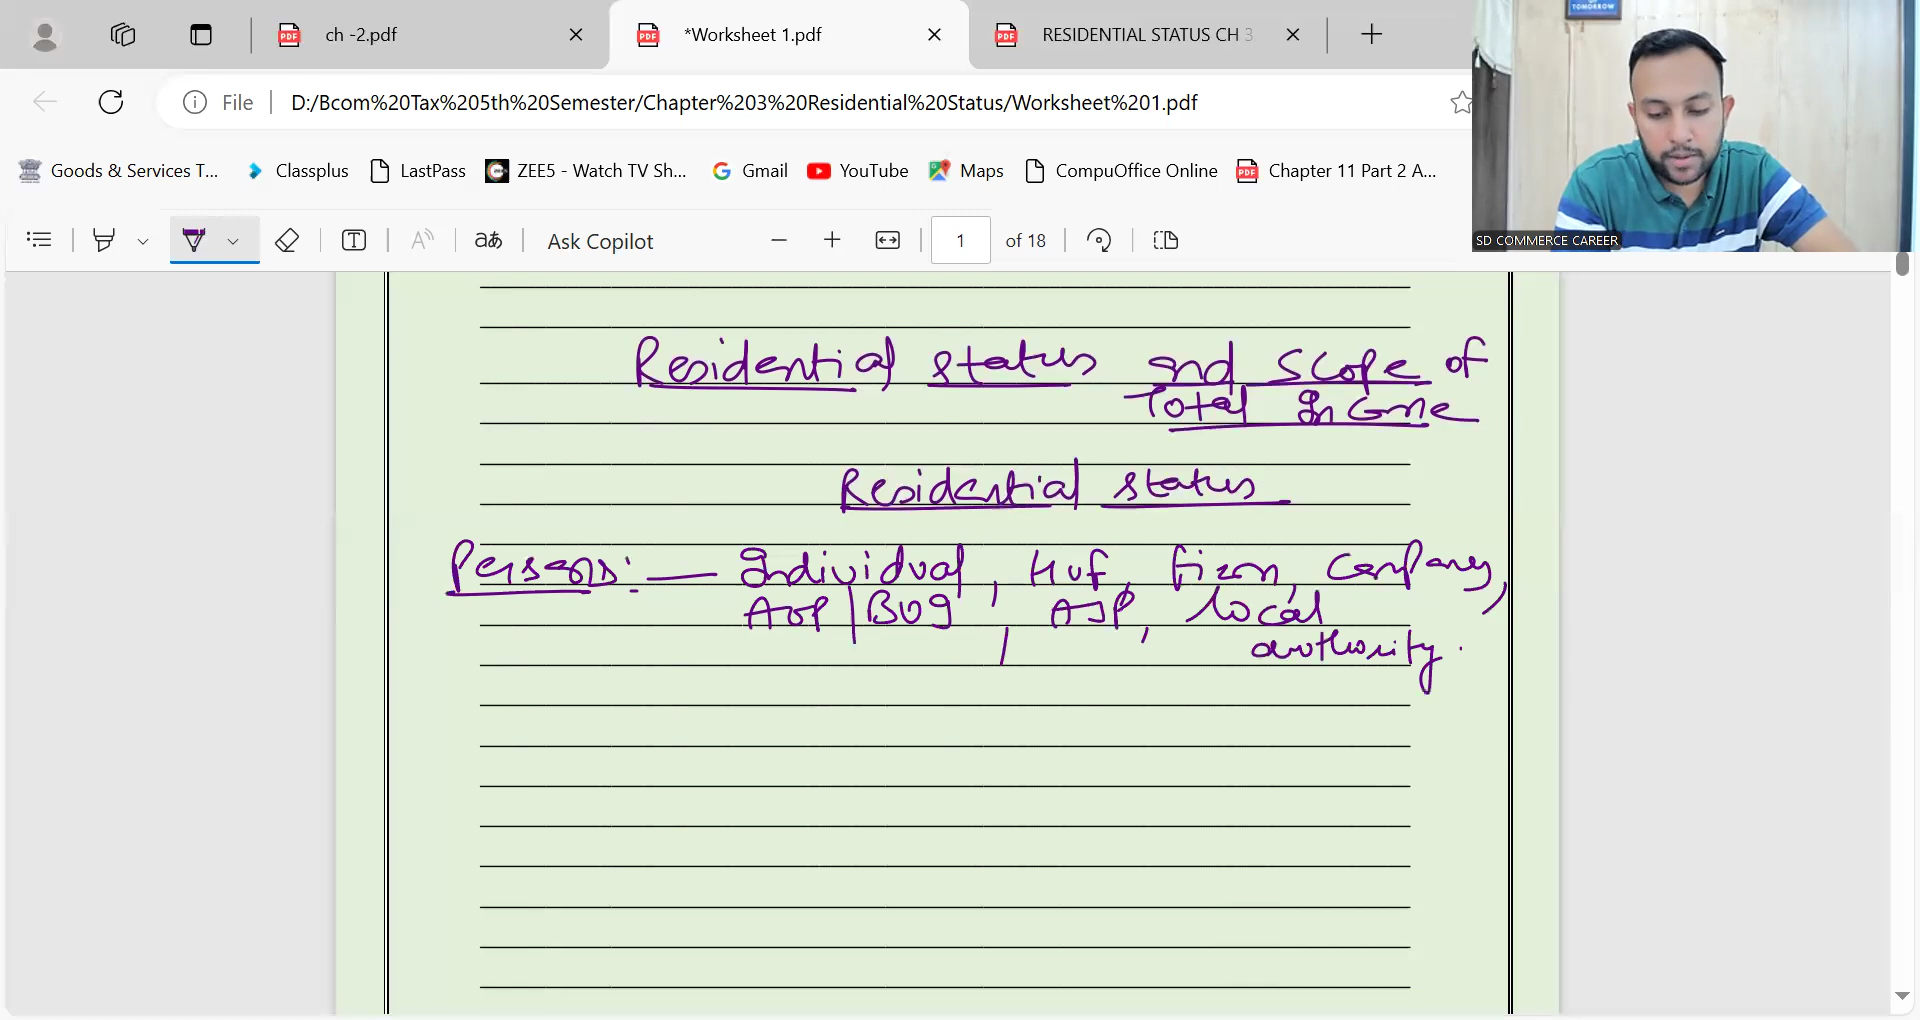 TOMORROW
ch -2.pdf
*Worksheet 1.pdf
RESIDENTIAL STATUS CH 3
File
D:/Bcom%20Tax%205th%20Semester/Chapter%203%20Residential%20Status/Worksheet%201.pdf
Goods & Services T...
Classplus
LastPass
ZEE5 - Watch TV Sh...
Gmail
YouTube
Maps
CompuOffice Online
Chapter 11 Part 2 A...
aあ
Ask Copilot
1 of 18
SD COMMERCE CAREER
Residential status and Scope of
Total Income
Residential status
Persons:— Individual, HUF, firm, Company,
AOP|BOI, AJP, local
authority.